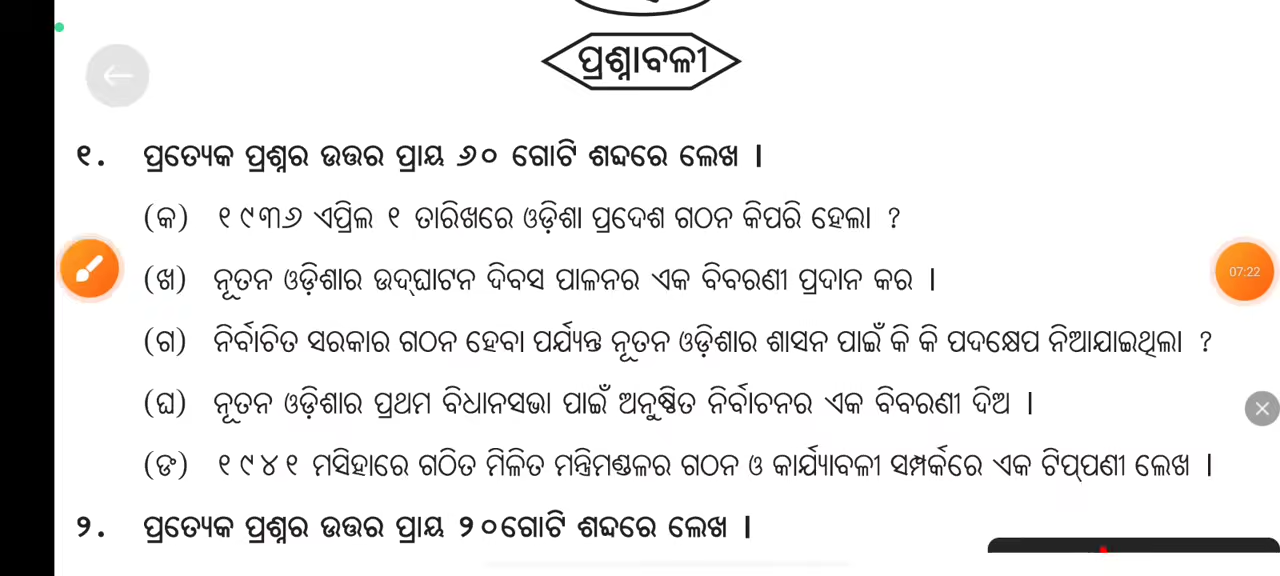 ପ୍ରଶ୍ନାବଳୀ
୧. ପ୍ରତ୍ୟେକ ପ୍ରଶ୍ନର ଉତ୍ତର ପ୍ରାୟ ୬୦ ଗୋଟି ଶବ୍ଦରେ ଲେଖ ।
(କ) ୧୯୩୬ ଏପ୍ରିଲ ୧ ତାରିଖରେ ଓଡ଼ିଶା ପ୍ରଦେଶ ଗଠନ କିପରି ହେଲା ?
(ଖ) ନୂତନ ଓଡ଼ିଶାର ଉଦ୍‌ଘାଟନ ଦିବସ ପାଳନର ଏକ ବିବରଣୀ ପ୍ରଦାନ କର ।
07:22
(ଗ) ନିର୍ବାଚିତ ସରକାର ଗଠନ ହେବା ପର୍ଯ୍ୟନ୍ତ ନୂତନ ଓଡ଼ିଶାର ଶାସନ ପାଇଁ କି କି ପଦକ୍ଷେପ ନିଆଯାଇଥିଲା ?
(ଘ) ନୂତନ ଓଡ଼ିଶାର ପ୍ରଥମ ବିଧାନସଭା ପାଇଁ ଅନୁଷ୍ଠିତ ନିର୍ବାଚନର ଏକ ବିବରଣୀ ଦିଅ ।
(ଙ) ୧୯୪୧ ମସିହାରେ ଗଠିତ ମିଳିତ ମନ୍ତ୍ରିମଣ୍ଡଳର ଗଠନ ଓ କାର୍ଯ୍ୟାବଳୀ ସମ୍ପର୍କରେ ଏକ ଟିପ୍‌ପଣୀ ଲେଖ ।
୨. ପ୍ରତ୍ୟେକ ପ୍ରଶ୍ନର ଉତ୍ତର ପ୍ରାୟ ୨୦ଗୋଟି ଶବ୍ଦରେ ଲେଖ ।